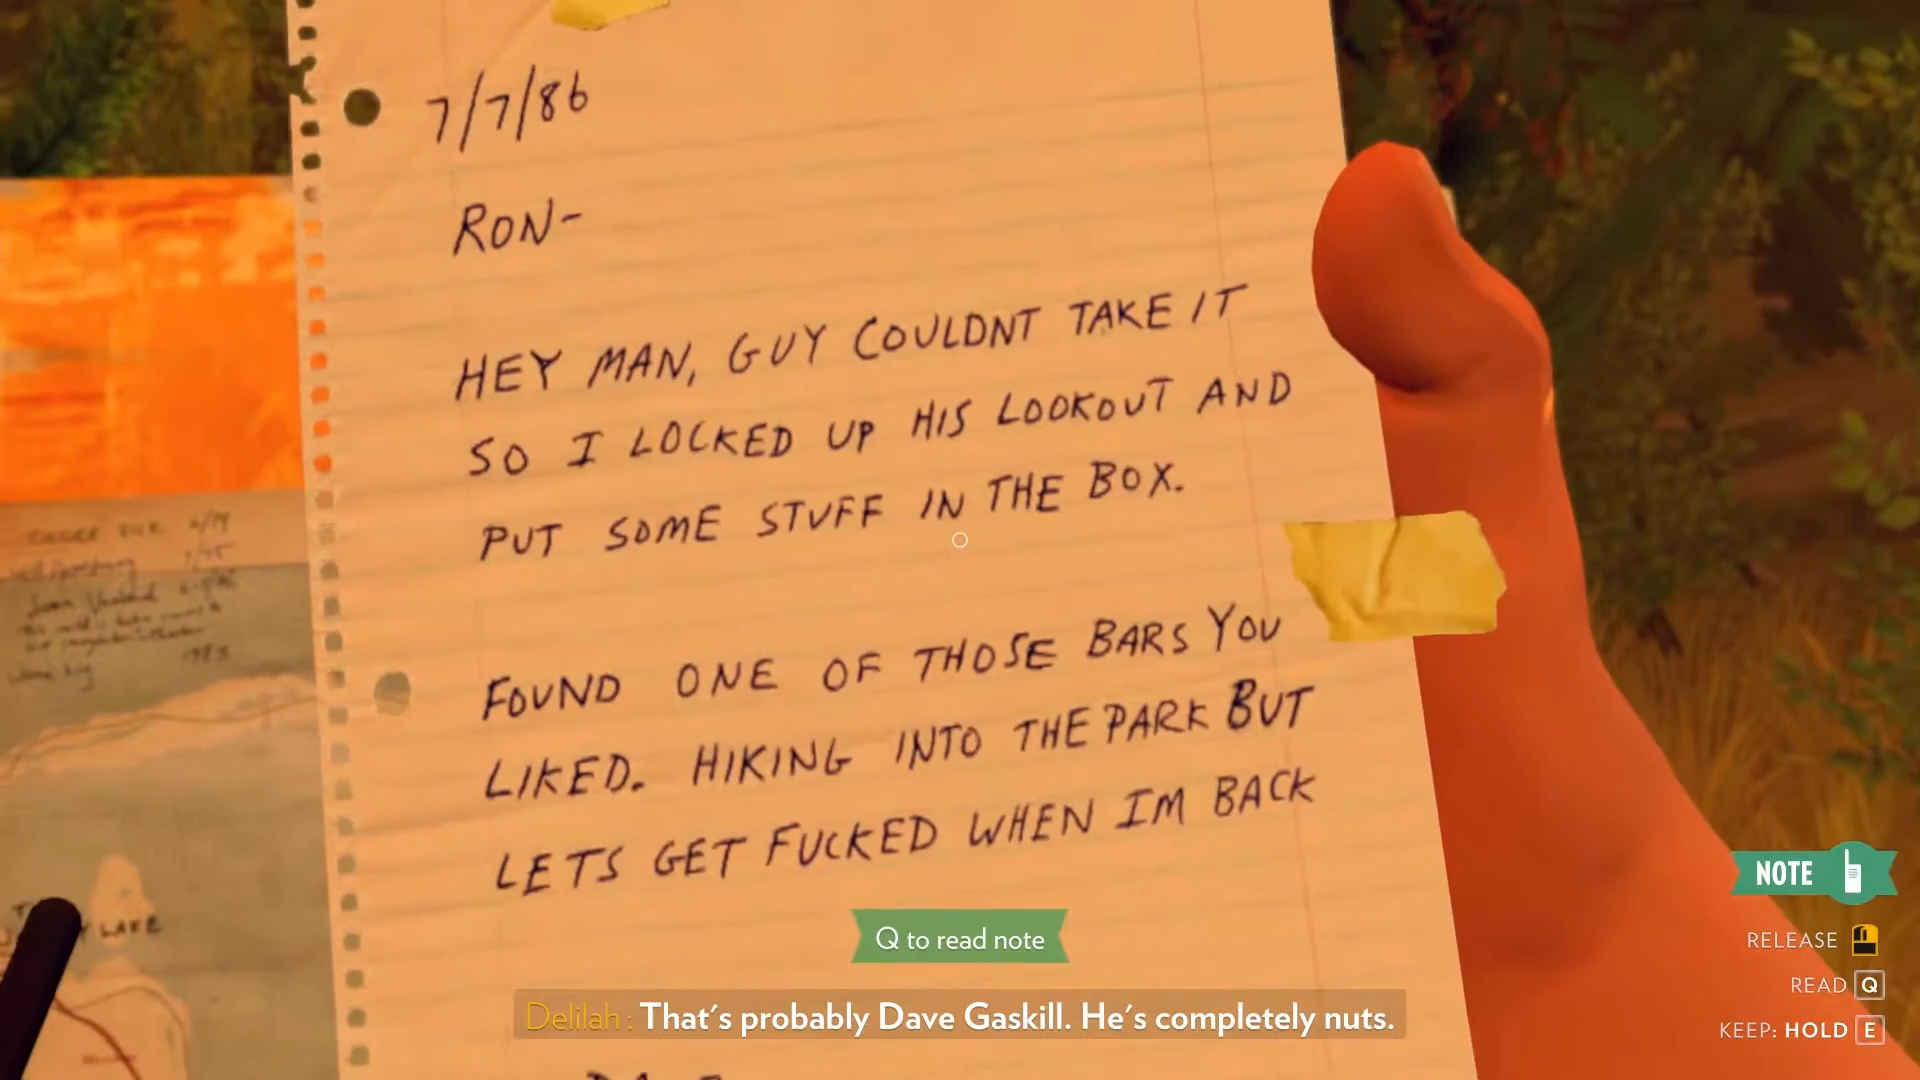 7/7/86
RON-
HEY MAN, GUY COULDNT TAKE IT
SO I LOCKED UP HIS LOOKOUT AND
PUT SOME STUFF IN THE BOX.
FOUND ONE OF THOSE BARS YOU
LIKED. HIKING INTO THE PARK BUT
LETS GET FUCKED WHEN IM BACK
LAKE
Q to read note
Delilah: That's probably Dave Gaskill. He's completely nuts.
NOTE
RELEASE
READ Q
KEEP: HOLD E